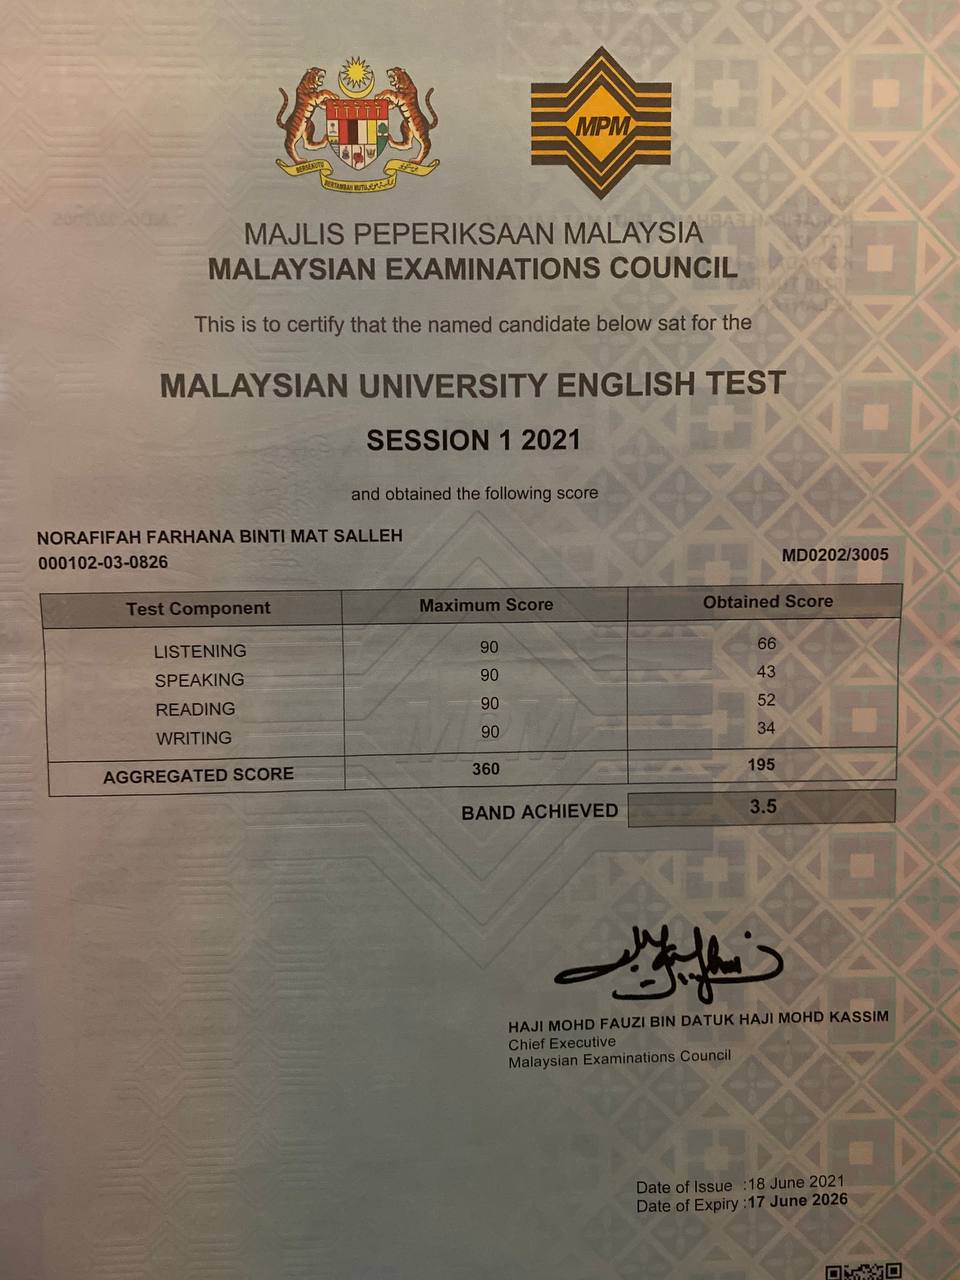 BERSEKUTU
BERTAMBAH MUTU
MPM
MAJLIS PEPERIKSAAN MALAYSIA
MALAYSIAN EXAMINATIONS COUNCIL
This is to certify that the named candidate below sat for the
MALAYSIAN UNIVERSITY ENGLISH TEST
SESSION 1 2021
and obtained the following score
NORAFIFAH FARHANA BINTI MAT SALLEH
000102-03-0826 MD0202/3005
Test Component Maximum Score Obtained Score
LISTENING 90 66
SPEAKING 90 43
READING 90 52
WRITING 90 34
AGGREGATED SCORE 360 195
BAND ACHIEVED 3.5
MPM
HAJI MOHD FAUZI BIN DATUK HAJI MOHD KASSIM
Chief Executive
Malaysian Examinations Council
Date of Issue :18 June 2021
Date of Expiry :17 June 2026